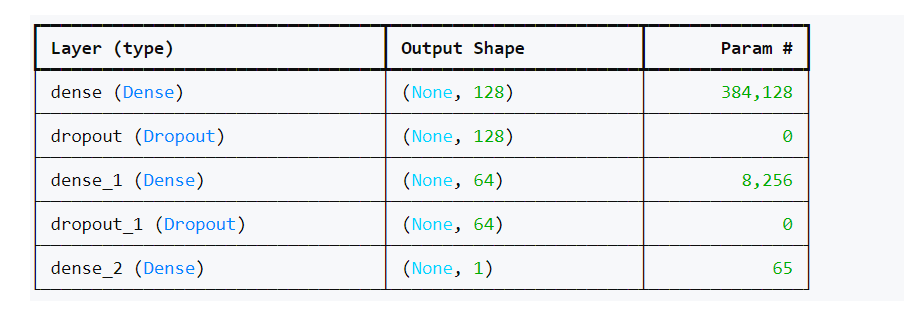 Layer (type) Output Shape Param #
dense (Dense) (None, 128) 384,128
dropout (Dropout) (None, 128) 0
dense_1 (Dense) (None, 64) 8,256
dropout_1 (Dropout) (None, 64) 0
dense_2 (Dense) (None, 1) 65